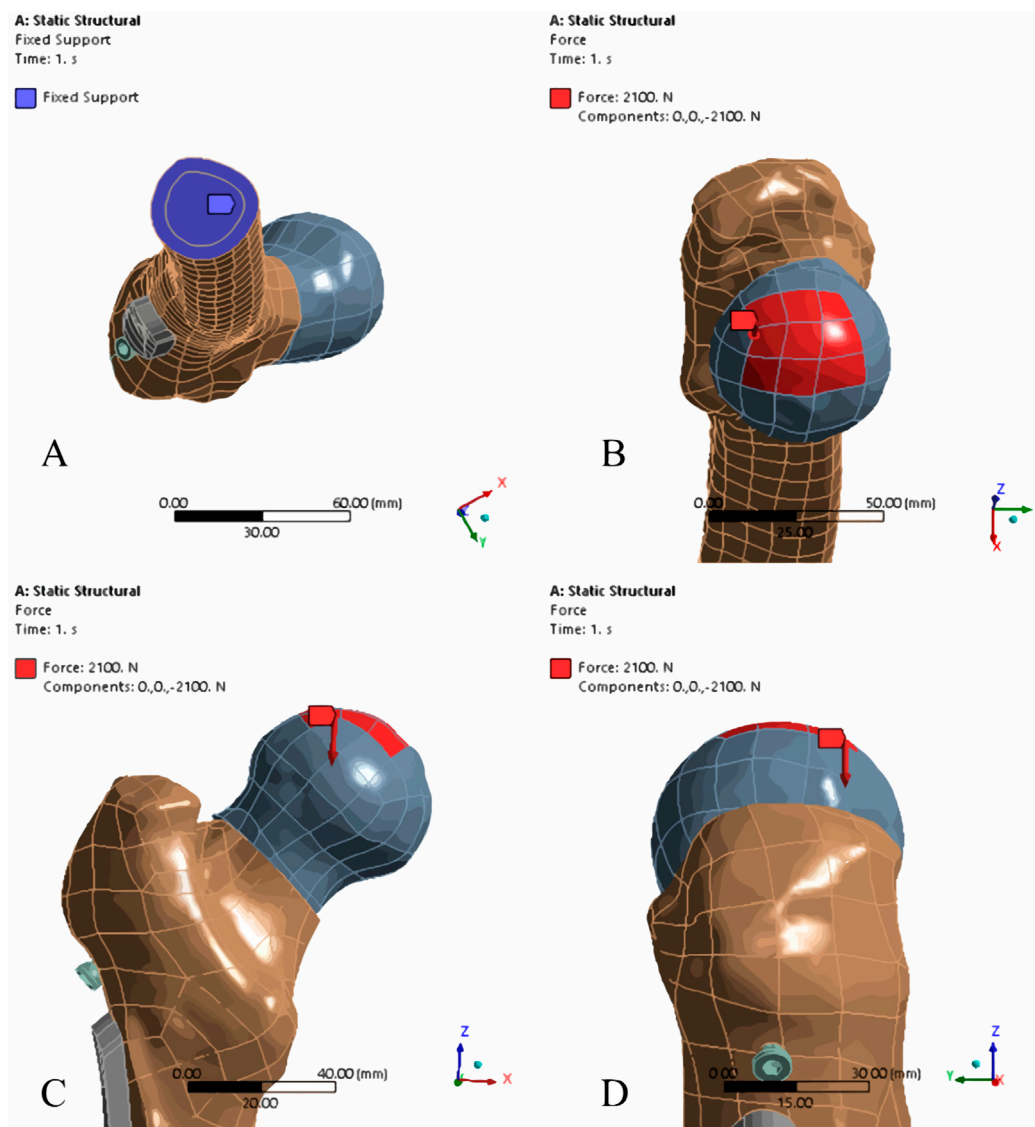 A: Static Structural
Fixed Support
Time: 1. s
Fixed Support
A
0.00
60.00 (mm)
30.00
X
Y
A: Static Structural
Force
Time: 1. s
Force: 2100. N
Components: 0.,0.,-2100. N
B
0.00
50.00 (mm)
25.00
Z
X
A: Static Structural
Force
Time: 1. s
Force: 2100. N
Components: 0.,0.,-2100. N
C
0.00
40.00 (mm)
20.00
Z
X
A: Static Structural
Force
Time: 1. s
Force: 2100. N
Components: 0.,0.,-2100. N
D
0.00
30.00 (mm)
15.00
Z
Y
X